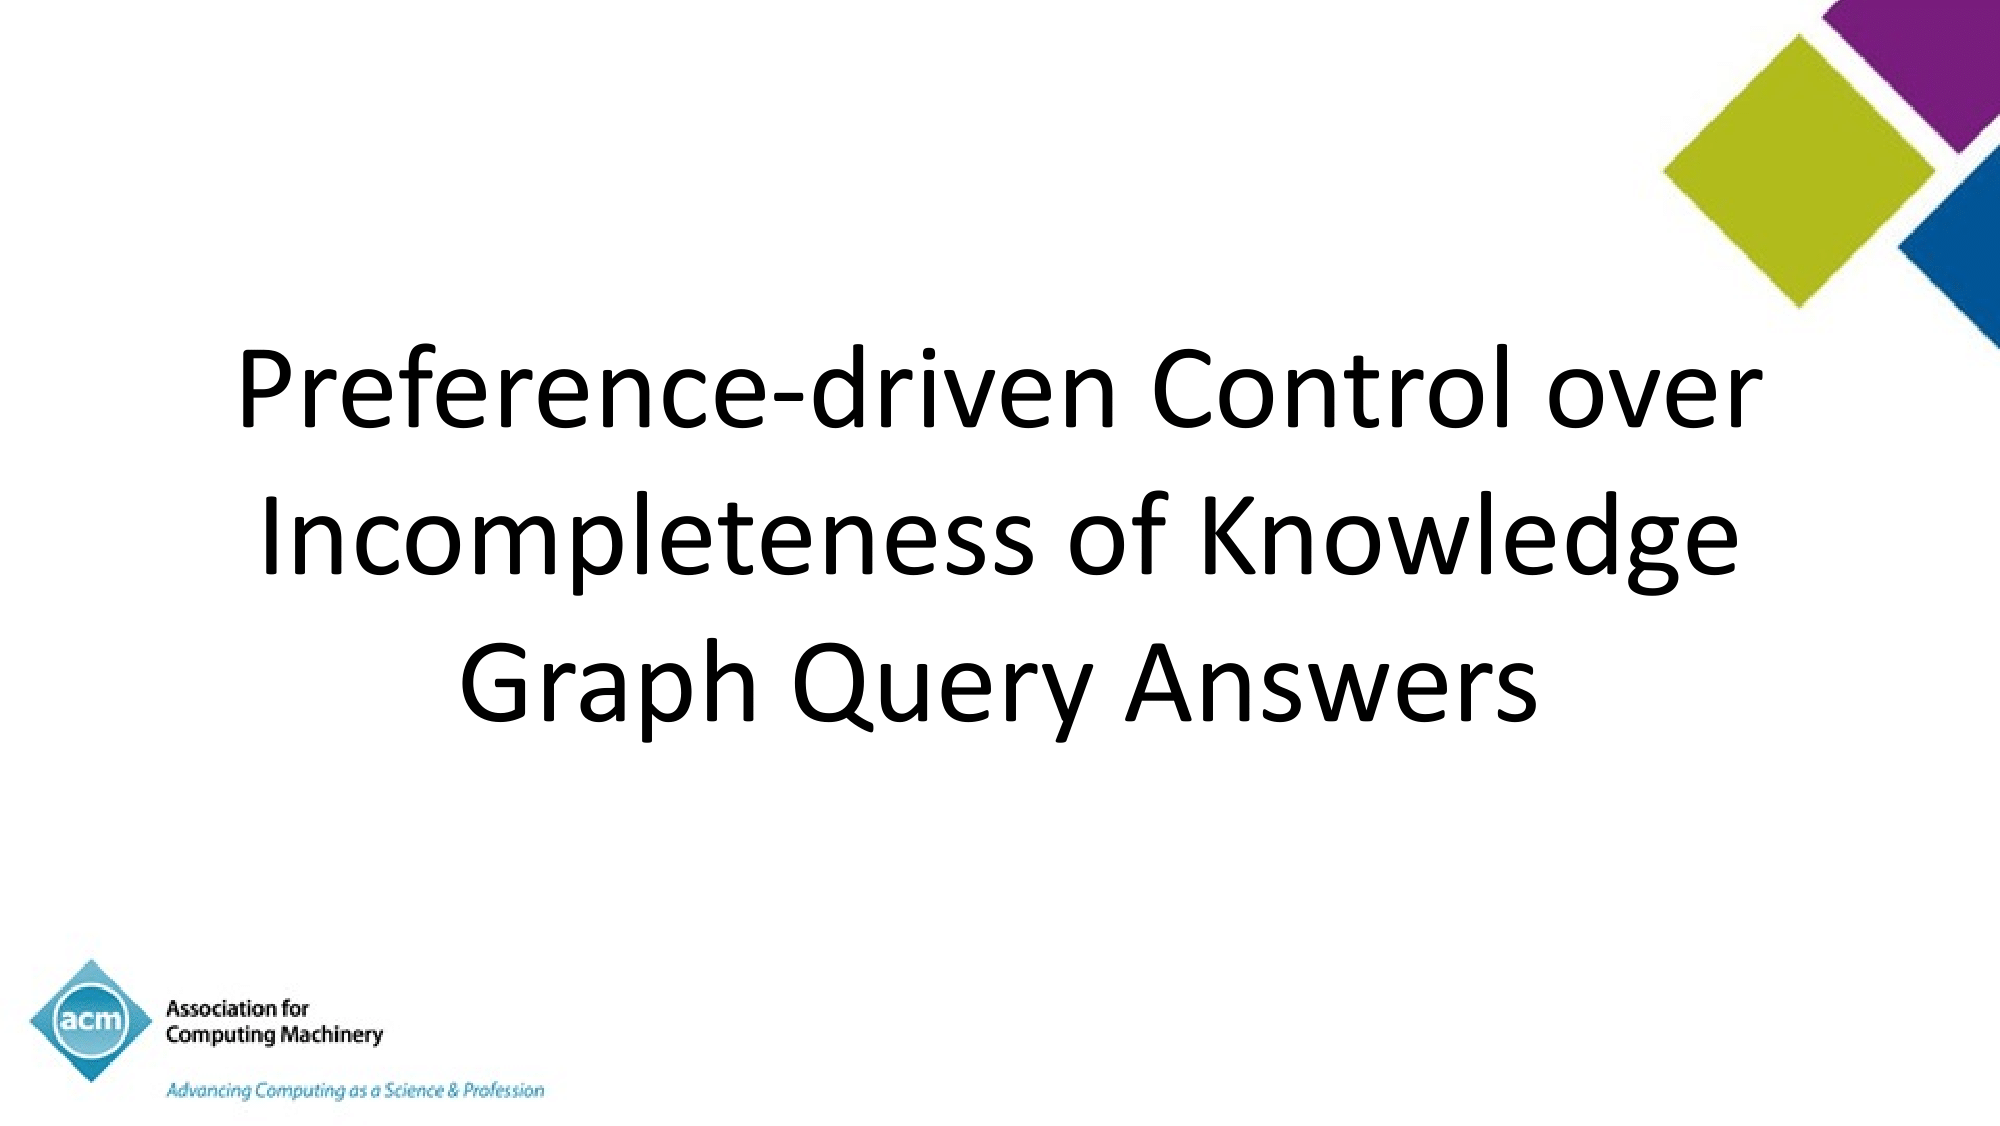 Preference-driven Control over
Incompleteness of Knowledge
Graph Query Answers
acm
Association for
Computing Machinery
Advancing Computing as a Science & Profession